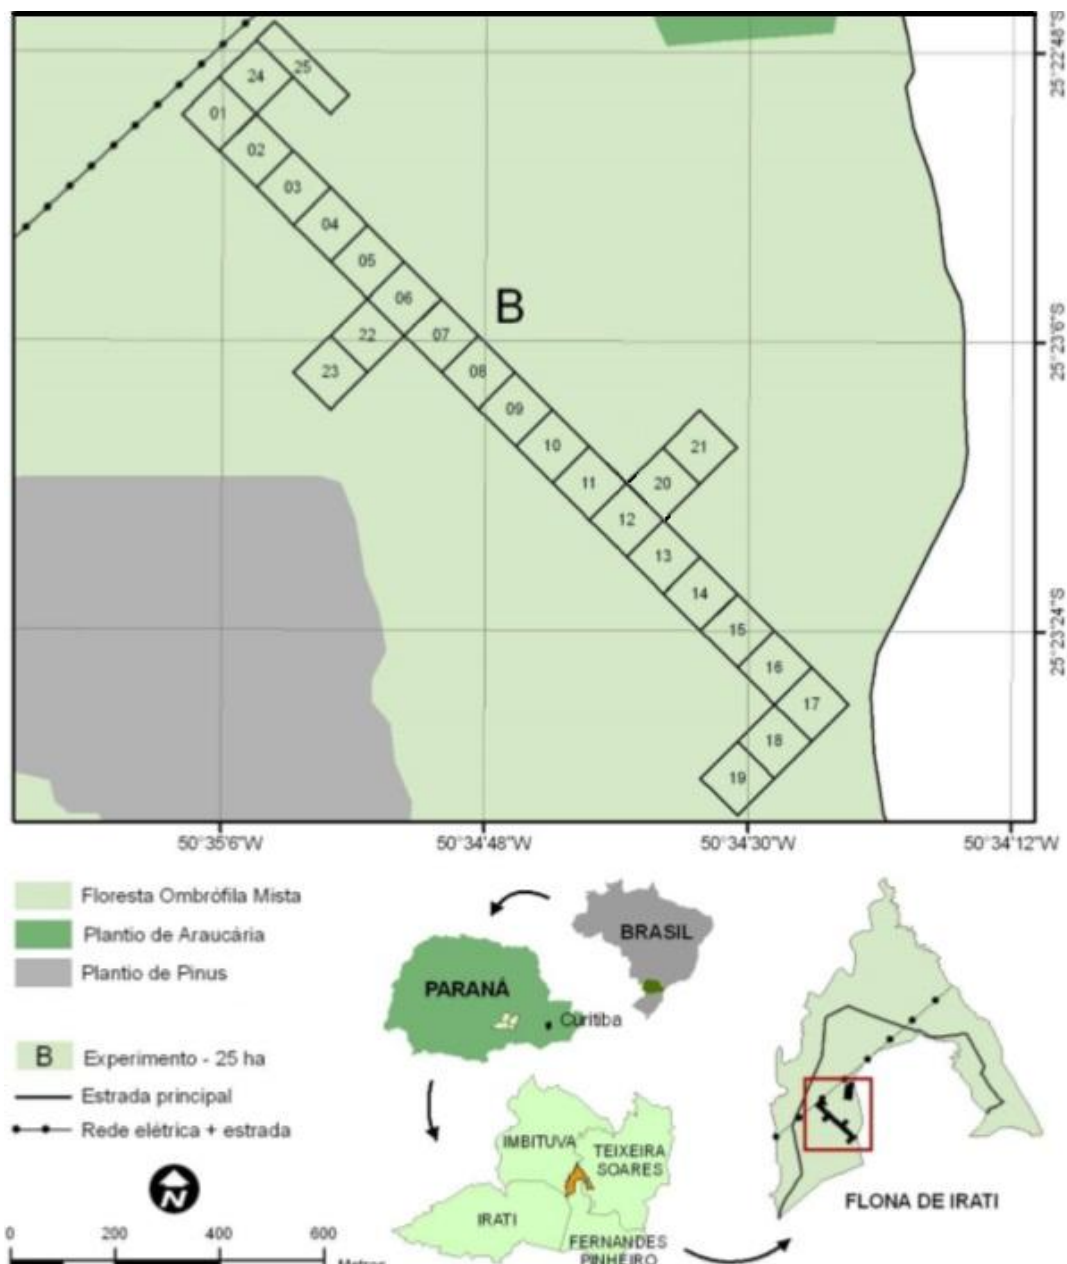 25°22'48"S
25
24
01
02
03
04
05
06
B
22
07
25°23'6"S
23
08
09
10
21
11
20
12
13
14
25°23'24"S
15
16
17
18
19
50°35'6"W
50°34'48"W
50°34'30"W
50°34'12"W
Floresta Ombrófila Mista
Plantio de Araucária
Plantio de Pinus
B Experimento - 25 ha
Estrada principal
Rede elétrica + estrada
N
0 200 400 600
Metros
BRASIL
PARANÁ
Curitiba
IMBITUVA
TEIXEIRA
SOARES
IRATI
FERNANDES
PINHEIRO
FLONA DE IRATI